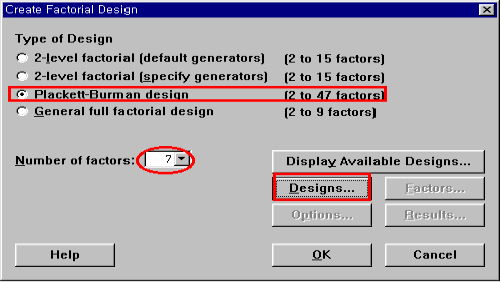 Create Factorial Design
Type of Design
2-level factorial (default generators) (2 to 15 factors)
2-level factorial (specify generators) (2 to 15 factors)
Plackett-Burman design (2 to 47 factors)
General full factorial design (2 to 9 factors)
Number of factors: 7
Display Available Designs...
Designs... Factors...
Options... Results...
Help OK Cancel